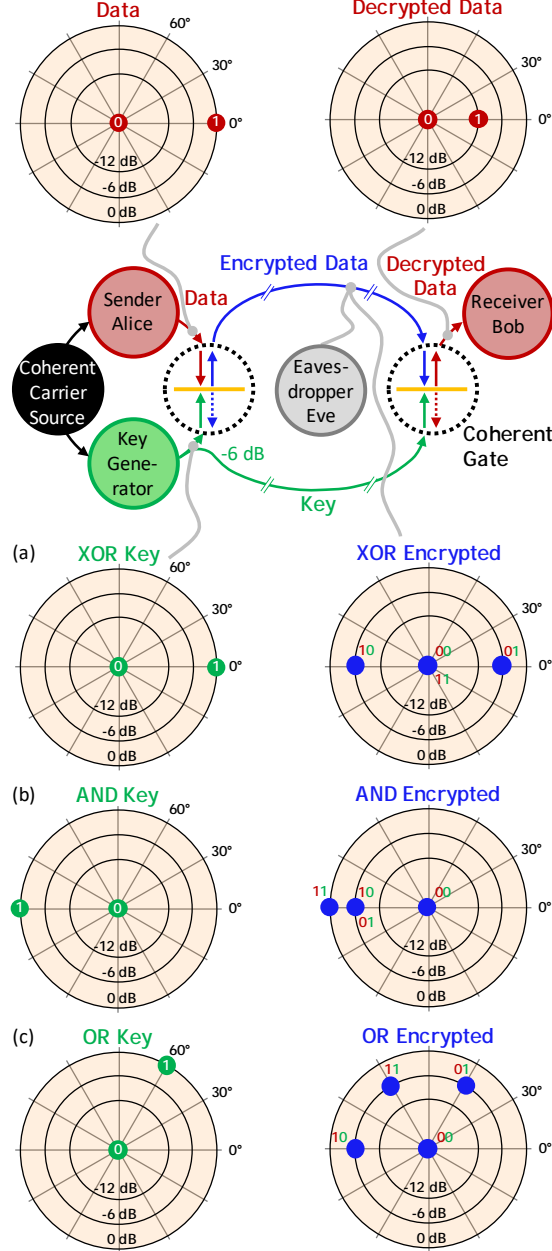 Data
Decrypted Data
60°
30°
0°
0
1
-12 dB
-6 dB
0 dB
30°
0°
0
1
-12 dB
-6 dB
0 dB
Encrypted Data
Sender
Alice
Data
Decrypted
Data
Receiver
Bob
Coherent
Carrier
Source
Eaves-
dropper
Eve
Key
Gene-
rator
-6 dB
Key
Coherent
Gate
(a)
XOR Key
XOR Encrypted
60°
30°
0°
0
1
-12 dB
-6 dB
0 dB
30°
0°
10
00
11
01
-12 dB
-6 dB
0 dB
(b)
AND Key
AND Encrypted
60°
30°
0°
1
0
-12 dB
-6 dB
0 dB
30°
0°
11
10
01
00
-12 dB
-6 dB
0 dB
(c)
OR Key
OR Encrypted
60°
1
30°
0°
0
-12 dB
-6 dB
0 dB
11
01
30°
10
00
0°
-12 dB
-6 dB
0 dB